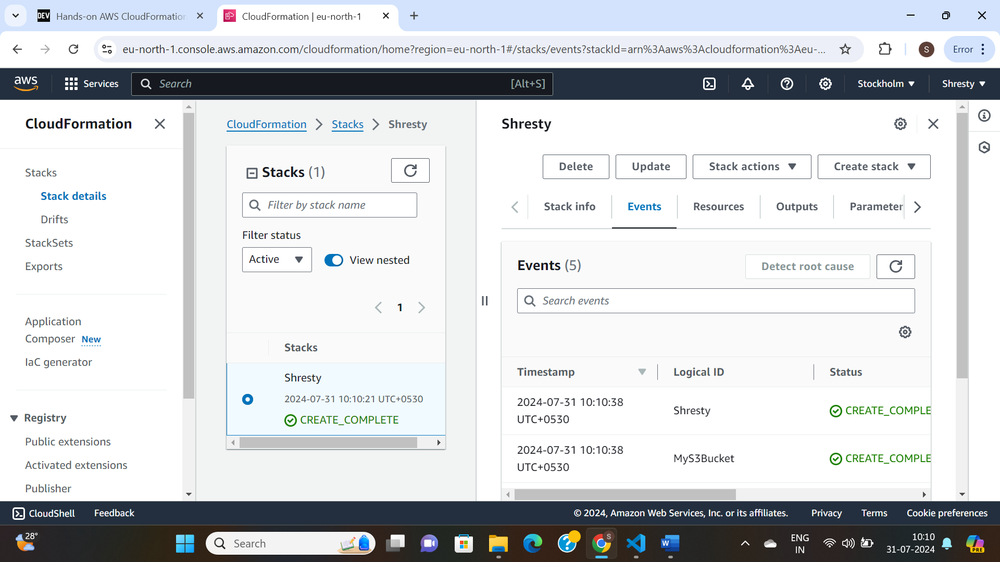 DEV
Hands-on AWS CloudFormation
CloudFormation | eu-north-1
eu-north-1.console.aws.amazon.com/cloudformation/home?region=eu-north-1#/stacks/events?stackId=arn%3Aaws%3Acloudformation%3Aeu-...
S
Error
aws
Services
Search
[Alt+S]
Stockholm
Shresty
CloudFormation
Stacks
Stack details
Drifts
StackSets
Exports
Application
Composer New
IaC generator
Registry
Public extensions
Activated extensions
Publisher
CloudFormation
Stacks
Shresty
Stacks (1)
Filter by stack name
Filter status
Active
View nested
1
Stacks
Shresty
2024-07-31 10:10:21 UTC+0530
CREATE_COMPLETE
Shresty
Delete
Update
Stack actions
Create stack
Stack info
Events
Resources
Outputs
Parameter
Events (5)
Detect root cause
Search events
Timestamp
Logical ID
Status
2024-07-31 10:10:38
UTC+0530
Shresty
CREATE_COMPLE
2024-07-31 10:10:38
UTC+0530
MyS3Bucket
CREATE_COMPLE
CloudShell
Feedback
© 2024, Amazon Web Services, Inc. or its affiliates.
Privacy
Terms
Cookie preferences
28°
Search
S
W
ENG
IN
10:10
31-07-2024
PRE